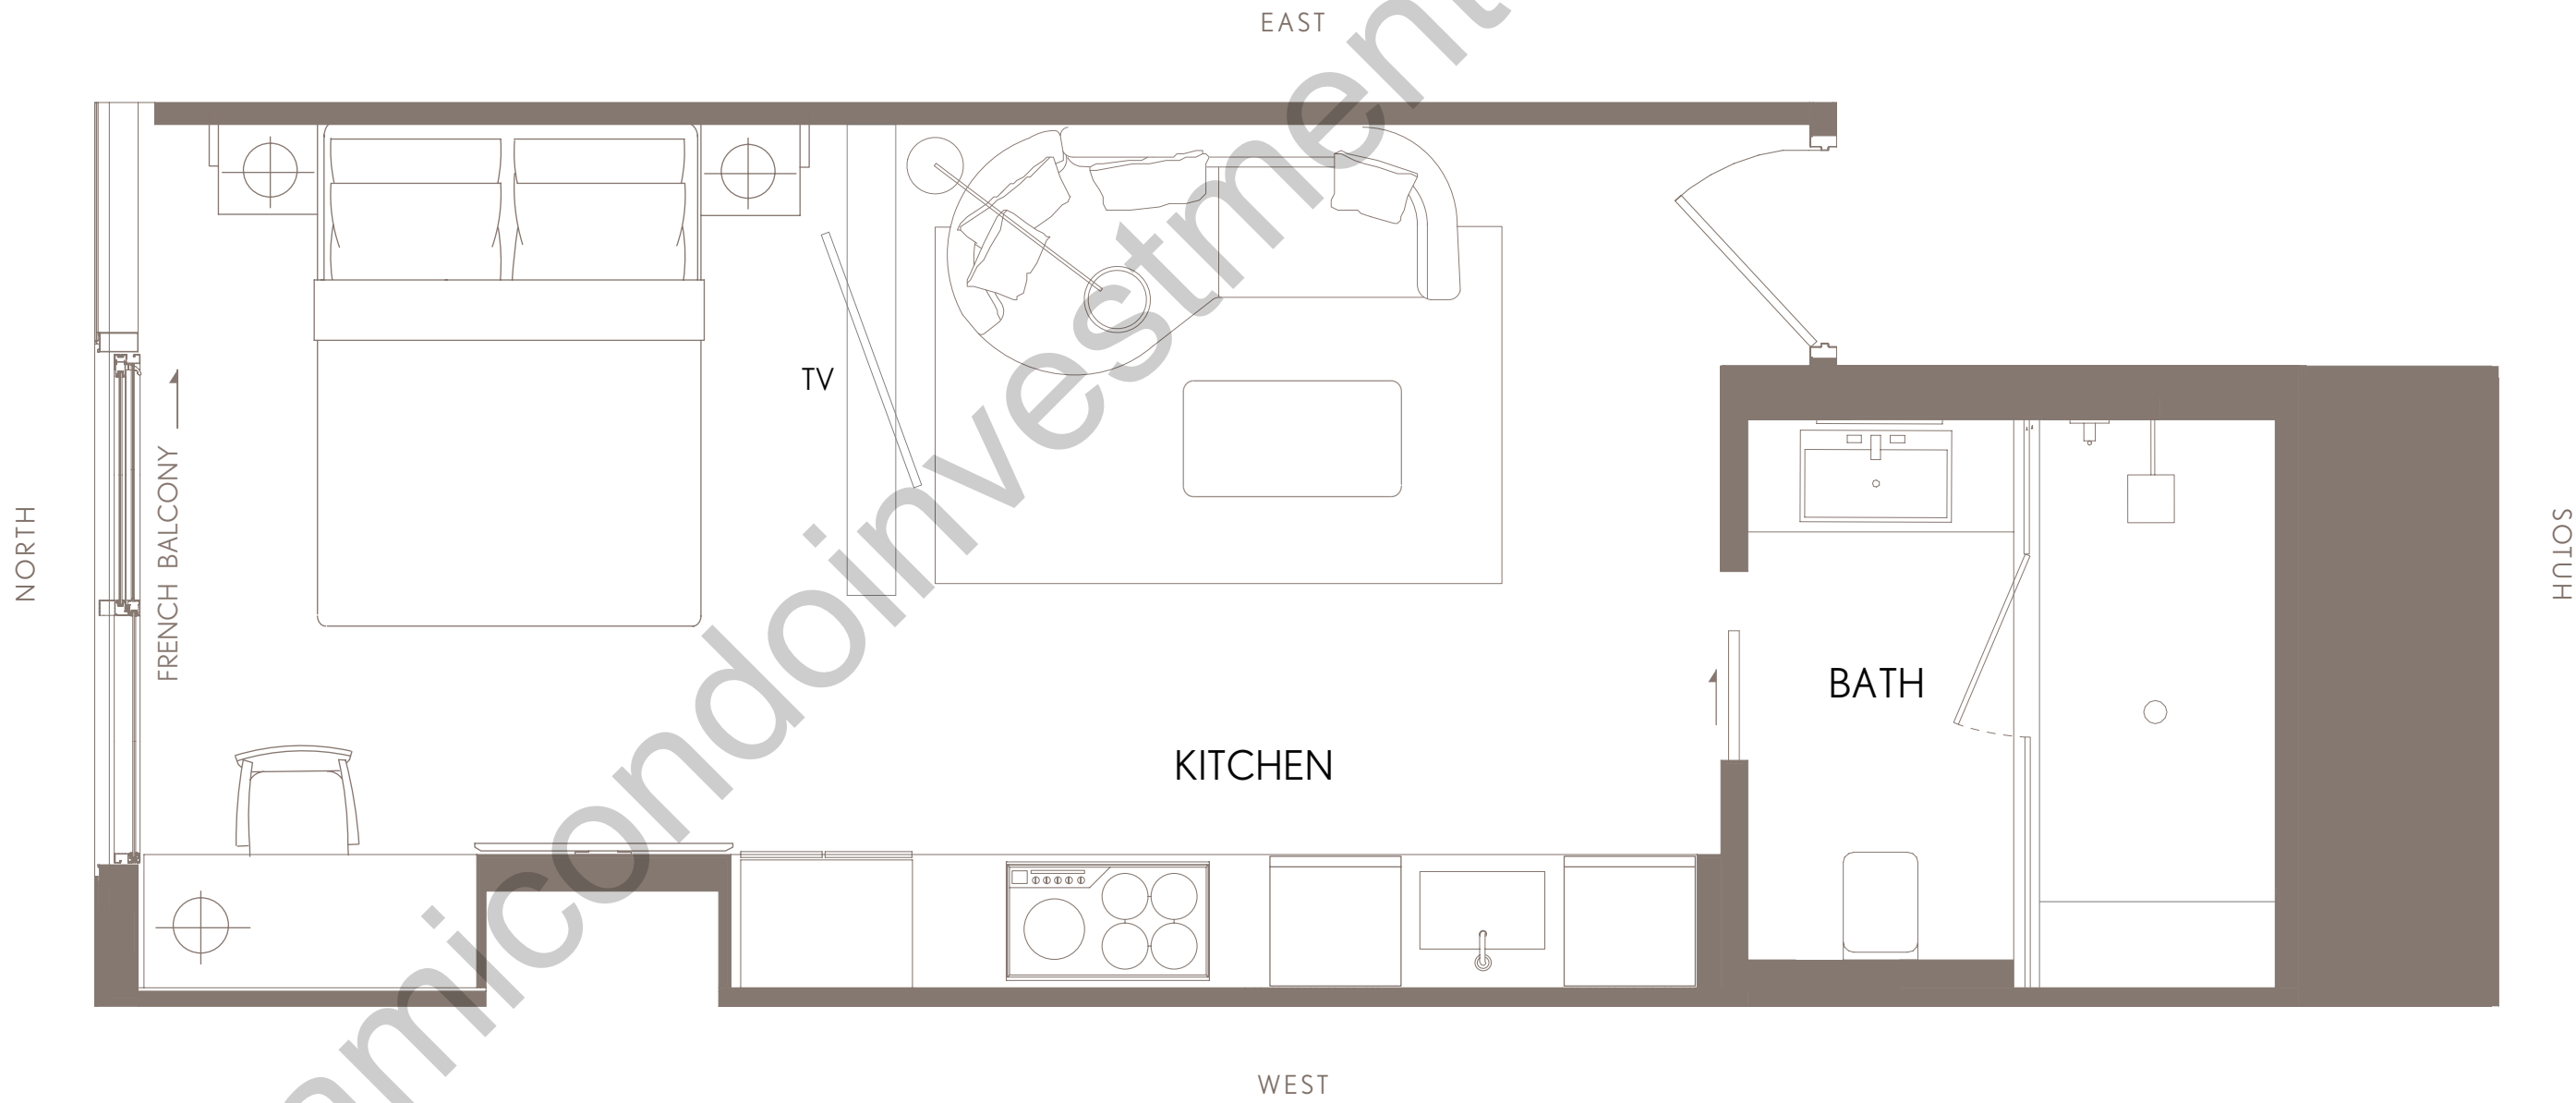 EAST
TV
NORTH
FRENCH BALCONY
SOTUH
BATH
KITCHEN
WEST
amicondoinvestment